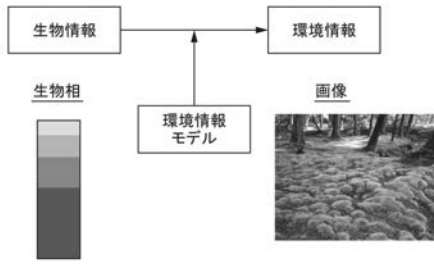 生物情報
環境情報
生物相
環境情報
モデル
画像